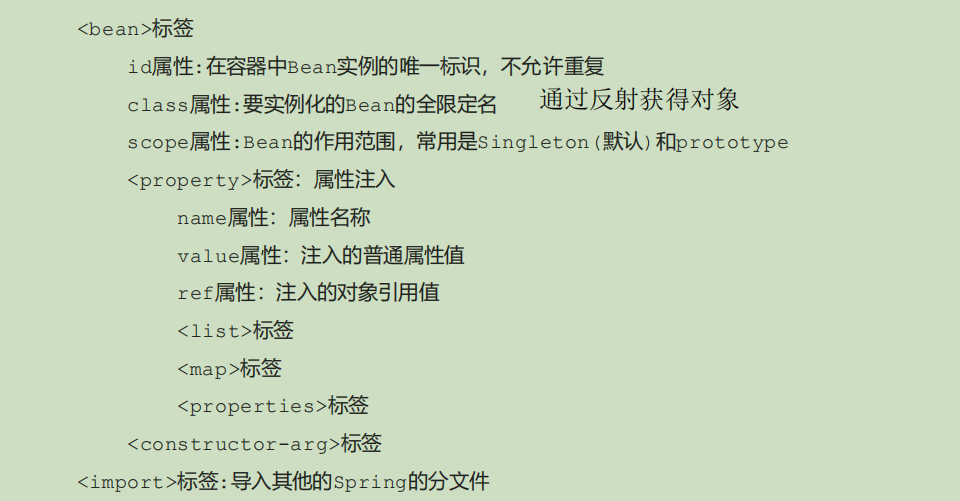 <bean>标签
id属性:在容器中Bean实例的唯一标识，不允许重复
class属性:要实例化的Bean的全限定名 通过反射获得对象
scope属性:Bean的作用范围，常用是Singleton(默认)和prototype
<property>标签：属性注入
name属性：属性名称
value属性：注入的普通属性值
ref属性：注入的对象引用值
<list>标签
<map>标签
<properties>标签
<constructor-arg>标签
<import>标签:导入其他的Spring的分文件